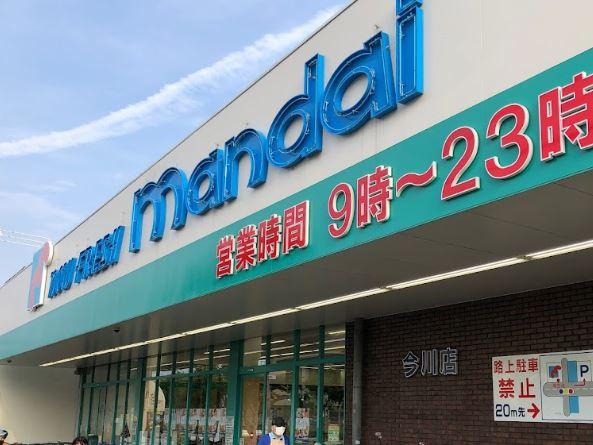 mandai
営業時間 9時～23時
今川店
路上駐車
禁止
P
20m先